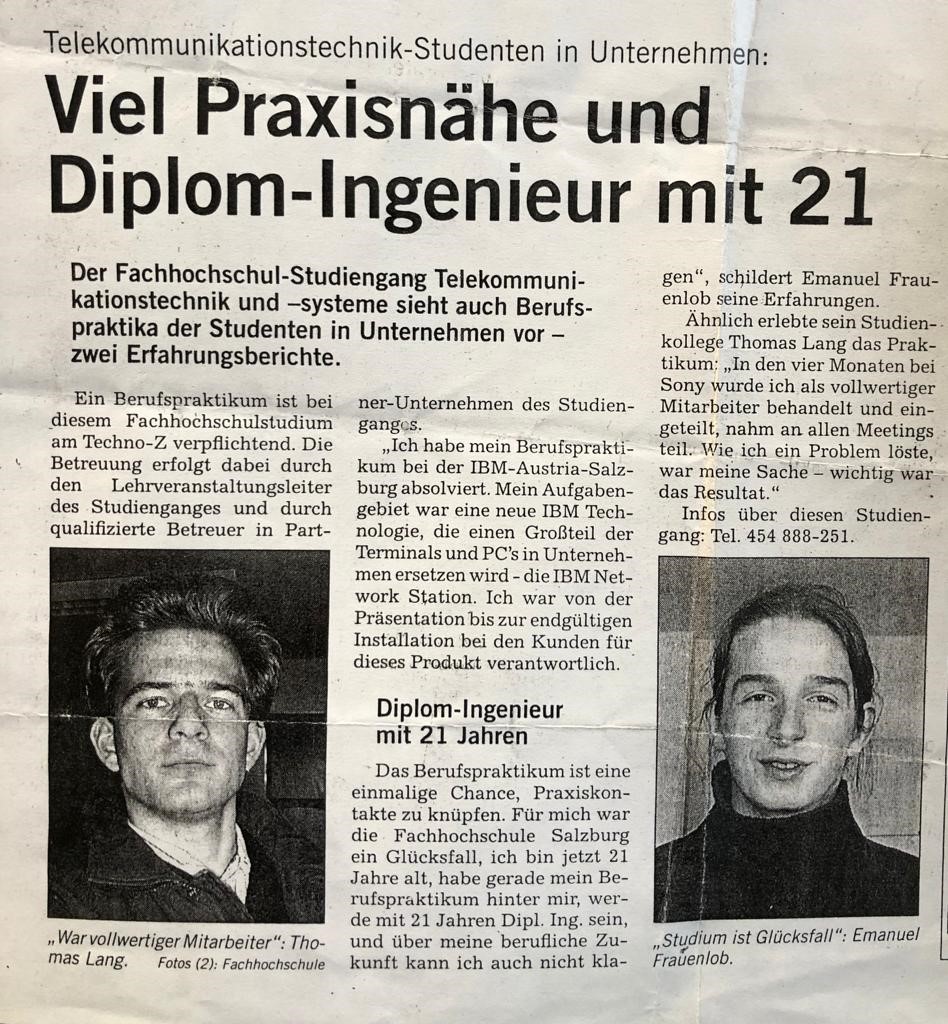 Telekommunikationstechnik-Studenten in Unternehmen:
Viel Praxisnähe und
Diplom-Ingenieur mit 21
Der Fachhochschul-Studiengang Telekommuni-
kationstechnik und –systeme sieht auch Berufs-
praktika der Studenten in Unternehmen vor –
zwei Erfahrungsberichte.
Ein Berufspraktikum ist bei
diesem Fachhochschulstudium
am Techno-Z verpflichtend. Die
Betreuung erfolgt dabei durch
den Lehrveranstaltungsleiter
des Studienganges und durch
qualifizierte Betreuer in Part-
ner-Unternehmen des Studien-
ganges.
„Ich habe mein Berufsprakti-
kum bei der IBM-Austria-Salz-
burg absolviert. Mein Aufgaben-
gebiet war eine neue IBM Tech-
nologie, die einen Großteil der
Terminals und PC's in Unterneh-
men ersetzen wird – die IBM Net-
work Station. Ich war von der
Präsentation bis zur endgültigen
Installation bei den Kunden für
dieses Produkt verantwortlich.
Diplom-Ingenieur
mit 21 Jahren
Das Berufspraktikum ist eine
einmalige Chance, Praxiskon-
takte zu knüpfen. Für mich war
die Fachhochschule Salzburg
ein Glücksfall, ich bin jetzt 21
Jahre alt, habe gerade mein Be-
rufspraktikum hinter mir, wer-
de mit 21 Jahren Dipl. Ing. sein,
und über meine berufliche Zu-
kunft kann ich auch nicht kla-
gen“, schildert Emanuel Frau-
enlob seine Erfahrungen.
Ähnlich erlebte sein Studien-
kollege Thomas Lang das Prak-
tikum: „In den vier Monaten bei
Sony wurde ich als vollwertiger
Mitarbeiter behandelt und ein-
geteilt, nahm an allen Meetings
teil. Wie ich ein Problem löste,
war meine Sache – wichtig war
das Resultat.“
Infos über diesen Studien-
gang: Tel. 454 888-251.
„War vollwertiger Mitarbeiter“: Tho-
mas Lang. Fotos (2): Fachhochschule
„Studium ist Glücksfall“: Emanuel
Frauenlob.